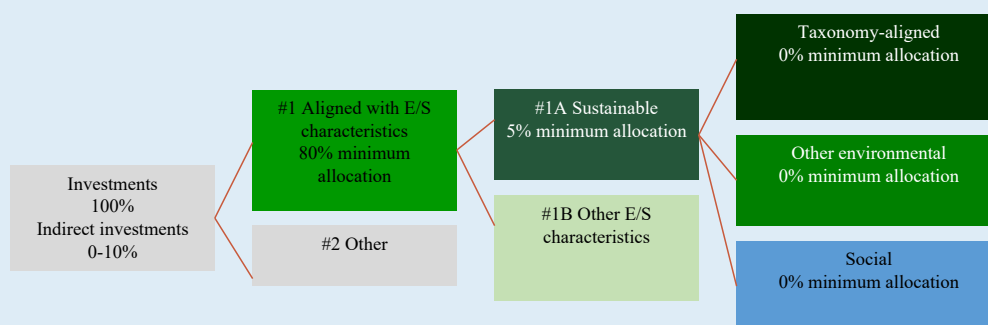 Investments
100%
Indirect investments
0-10%
#1 Aligned with E/S
characteristics
80% minimum
allocation
#2 Other
#1A Sustainable
5% minimum allocation
#1B Other E/S
characteristics
Taxonomy-aligned
0% minimum allocation
Other environmental
0% minimum allocation
Social
0% minimum allocation